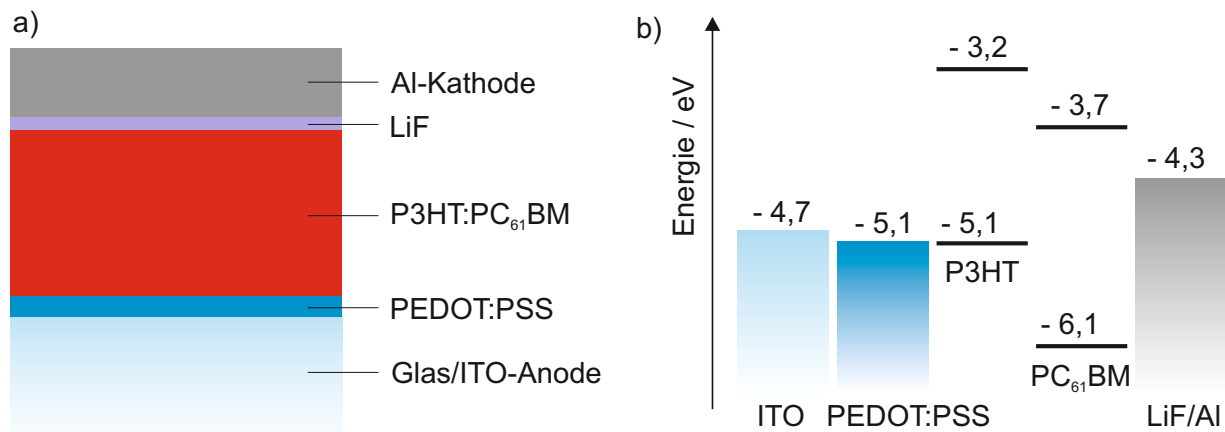 a)
Al-Kathode
LiF
P3HT:PC₆₁BM
PEDOT:PSS
Glas/ITO-Anode
b)
Energie / eV
- 3,2
- 3,7
- 4,3
- 4,7
- 5,1
- 5,1
P3HT
- 6,1
PC₆₁BM
ITO
PEDOT:PSS
LiF/Al